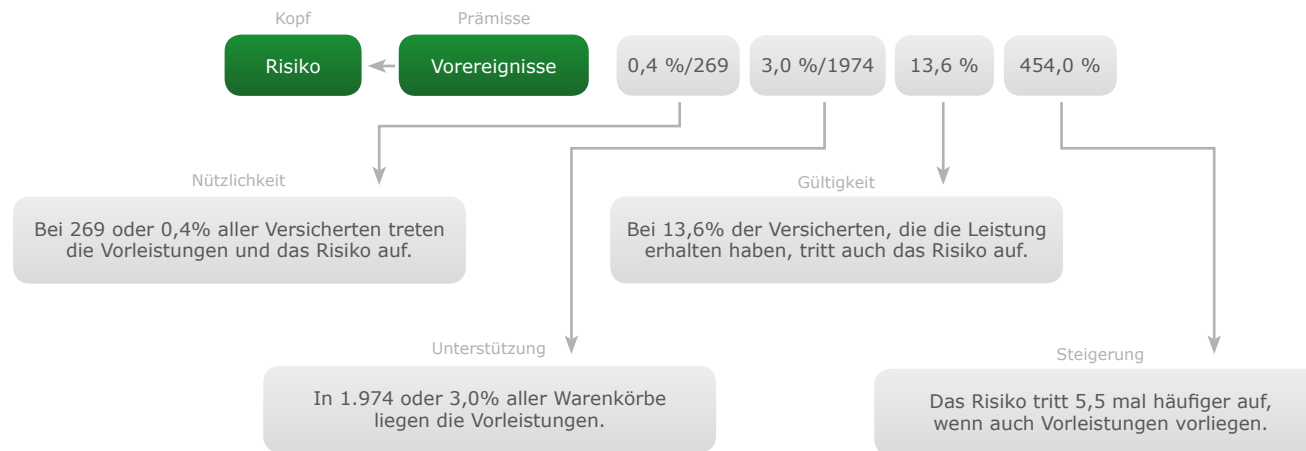 Kopf
Prämisse
Risiko
Vorereignisse
0,4 %/269
3,0 %/1974
13,6 %
454,0 %
Nützlichkeit
Bei 269 oder 0,4% aller Versicherten treten
die Vorleistungen und das Risiko auf.
Gültigkeit
Bei 13,6% der Versicherten, die die Leistung
erhalten haben, tritt auch das Risiko auf.
Unterstützung
In 1.974 oder 3,0% aller Warenkörbe
liegen die Vorleistungen.
Steigerung
Das Risiko tritt 5,5 mal häufiger auf,
wenn auch Vorleistungen vorliegen.